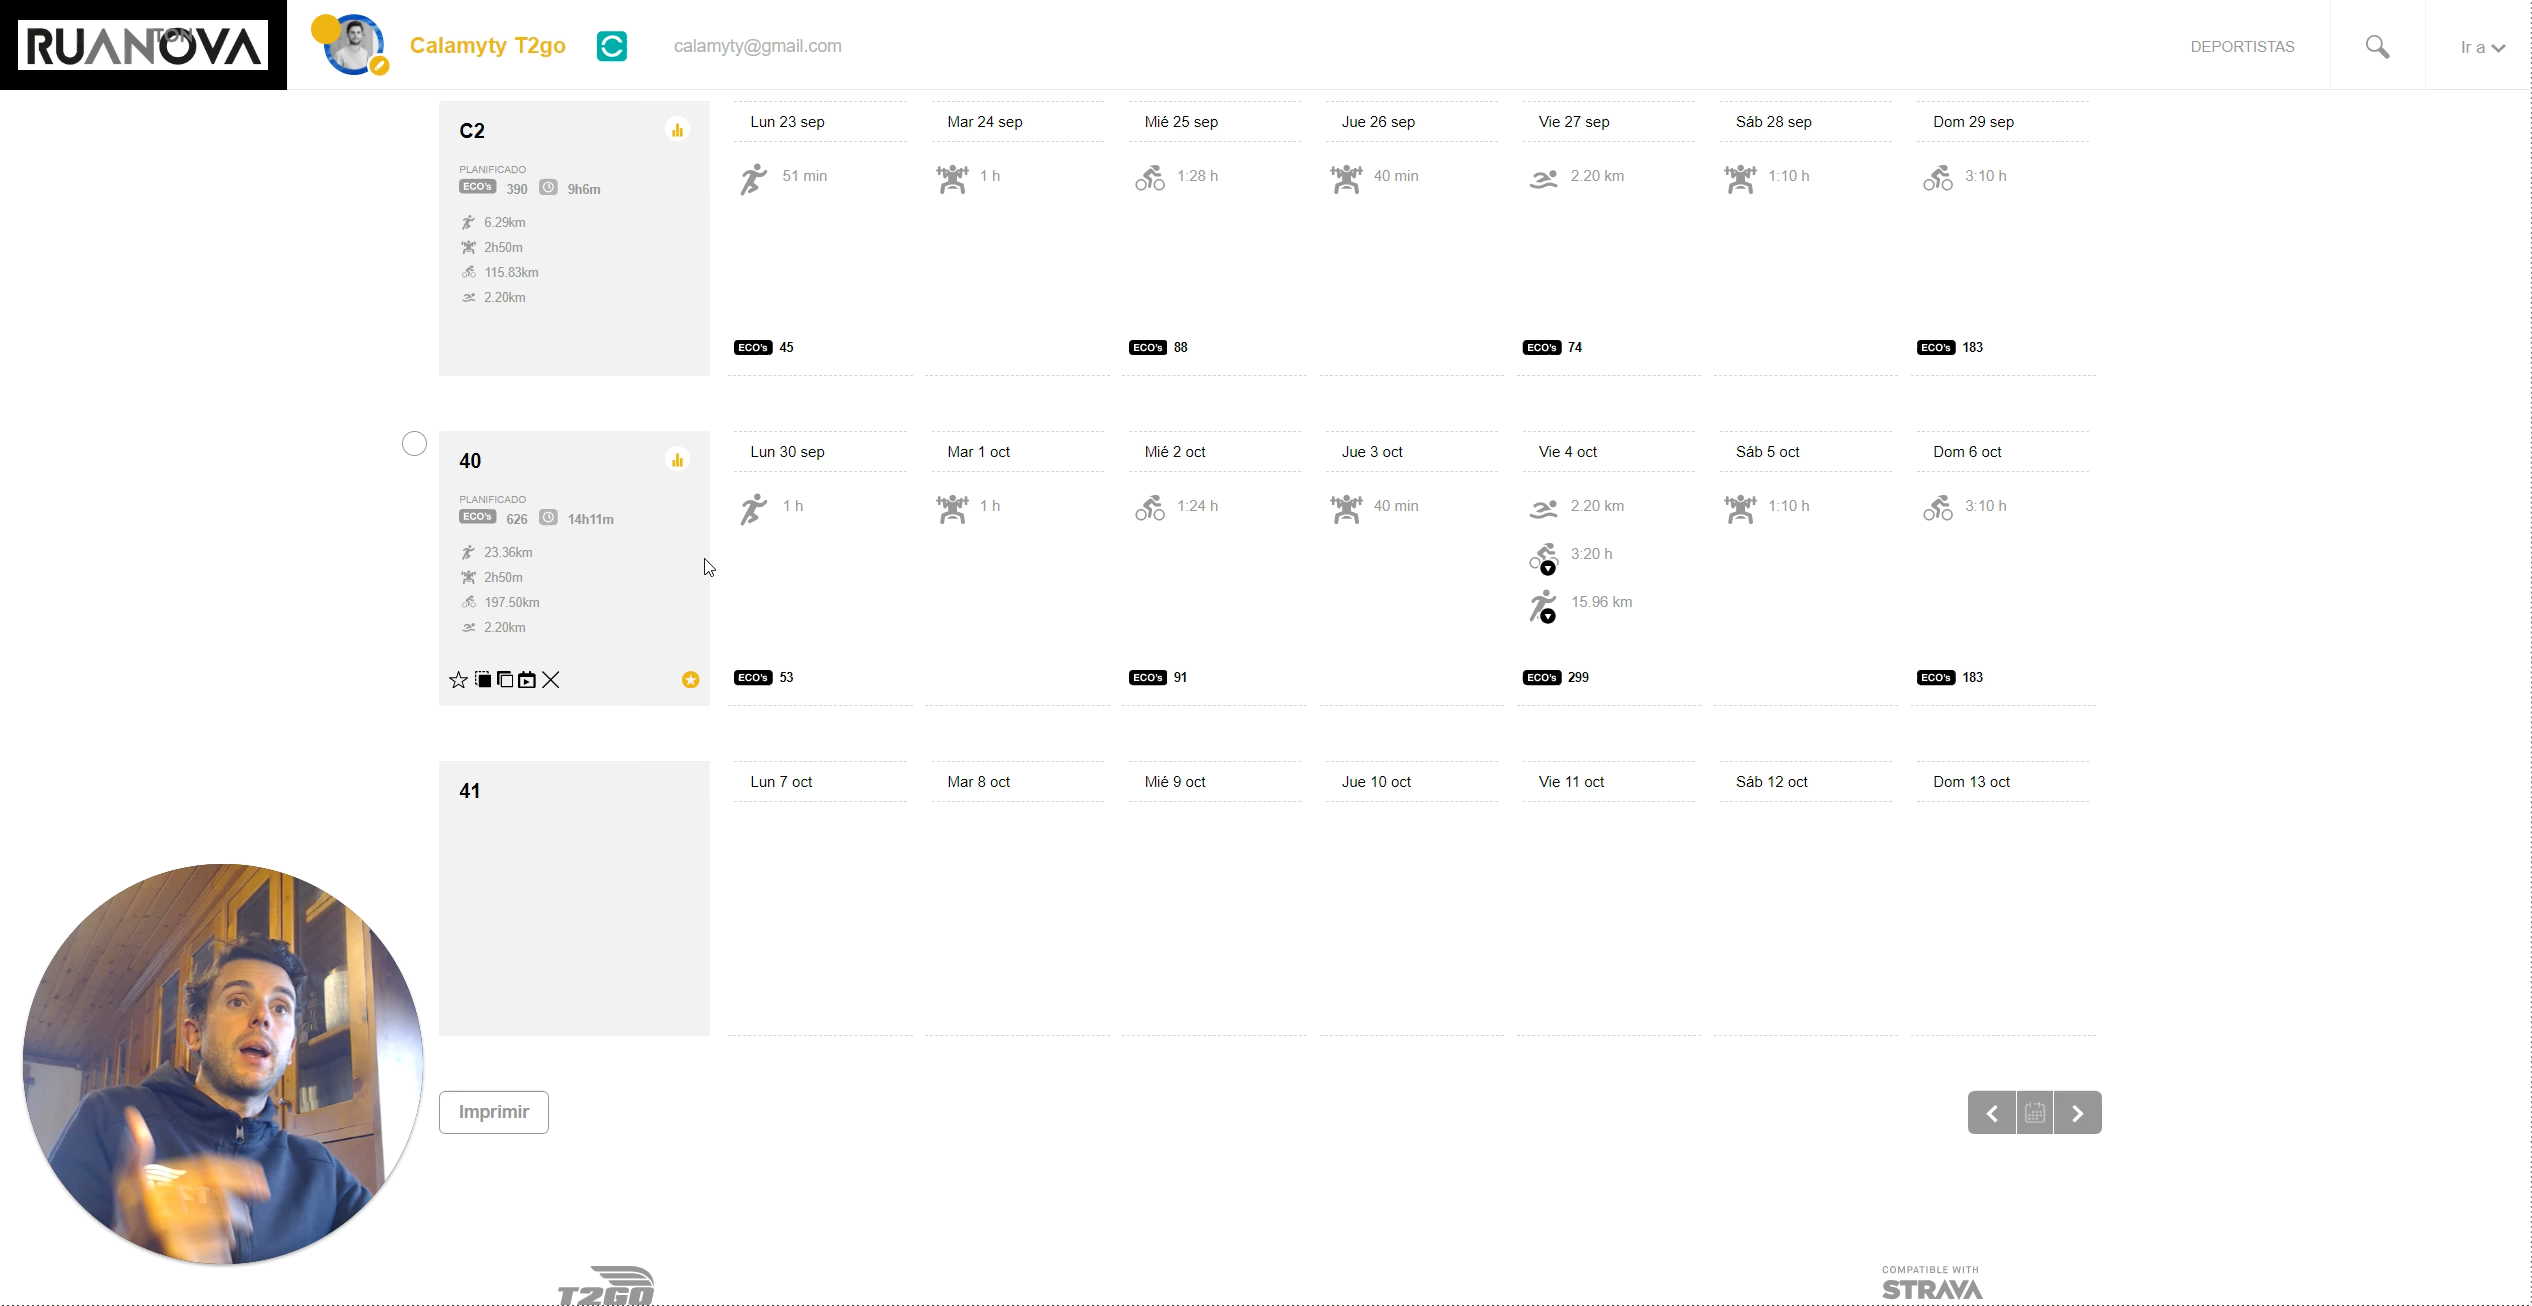 RUANOVA
TON
Calamyty T2go
calamyty@gmail.com
DEPORTISTAS
Ir a
C2
PLANIFICADO
ECO's 390 9h6m
6.29km
2h50m
115.83km
2.20km
Lun 23 sep
51 min
ECO's 45
Mar 24 sep
1 h
Mié 25 sep
1:28 h
ECO's 88
Jue 26 sep
40 min
Vie 27 sep
2.20 km
ECO's 74
Sáb 28 sep
1:10 h
Dom 29 sep
3:10 h
ECO's 183
40
PLANIFICADO
ECO's 626 14h11m
23.36km
2h50m
197.50km
2.20km
Lun 30 sep
1 h
ECO's 53
Mar 1 oct
1 h
Mié 2 oct
1:24 h
ECO's 91
Jue 3 oct
40 min
Vie 4 oct
2.20 km
3:20 h
15.96 km
ECO's 299
Sáb 5 oct
1:10 h
Dom 6 oct
3:10 h
ECO's 183
41
Lun 7 oct
Mar 8 oct
Mié 9 oct
Jue 10 oct
Vie 11 oct
Sáb 12 oct
Dom 13 oct
Imprimir
T2GO
COMPATIBLE WITH
STRAVA